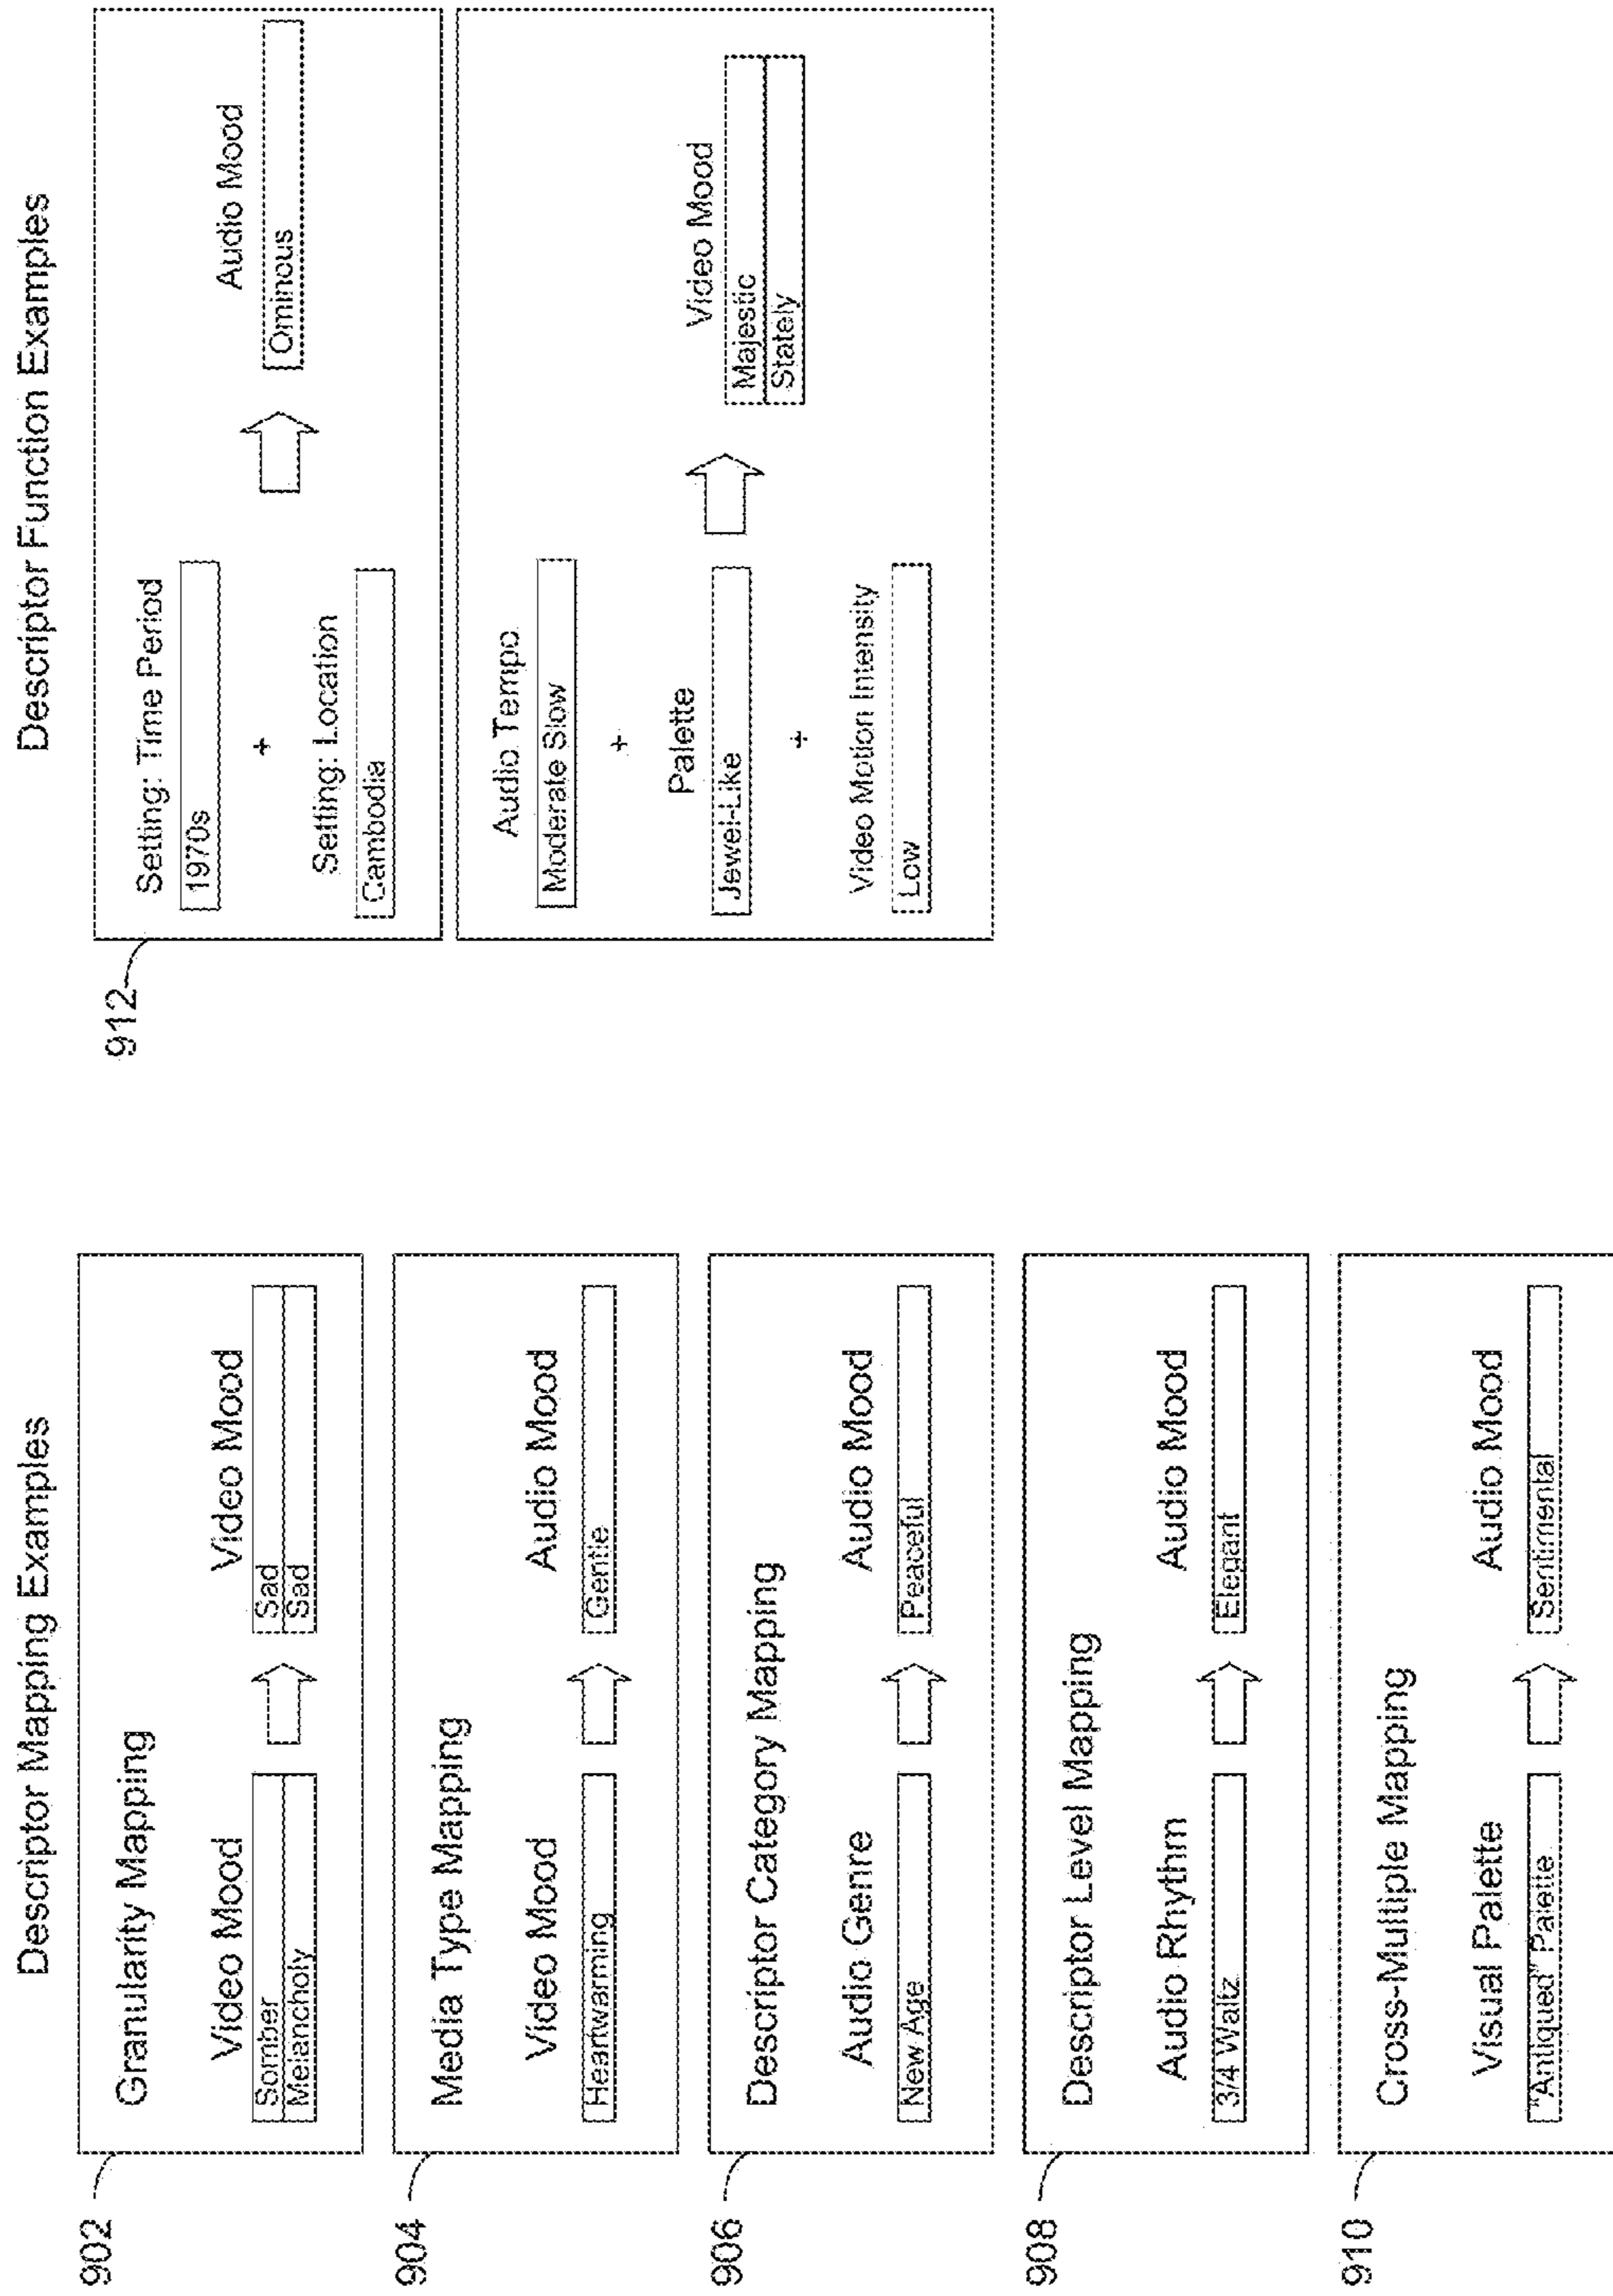 Descriptor Mapping Examples
902
Granularity Mapping
Video Mood
Somber
Melancholy
Video Mood
Sad
Sad
904
Media Type Mapping
Video Mood
Heartwarming
Audio Mood
Gentle
906
Descriptor Category Mapping
Audio Genre
New Age
Audio Mood
Peaceful
908
Descriptor Level Mapping
Audio Rhythm
3/4 Waltz
Audio Mood
Elegant
910
Cross-Multiple Mapping
Visual Palette
"Antiqued" Palette
Audio Mood
Sentimental
Descriptor Function Examples
912
Setting: Time Period
1970s
+
Setting: Location
Cambodia
Audio Mood
Ominous
Audio Tempo
Moderate Slow
+
Palette
Jewel-Like
+
Video Motion Intensity
Low
Video Mood
Majestic
Stately